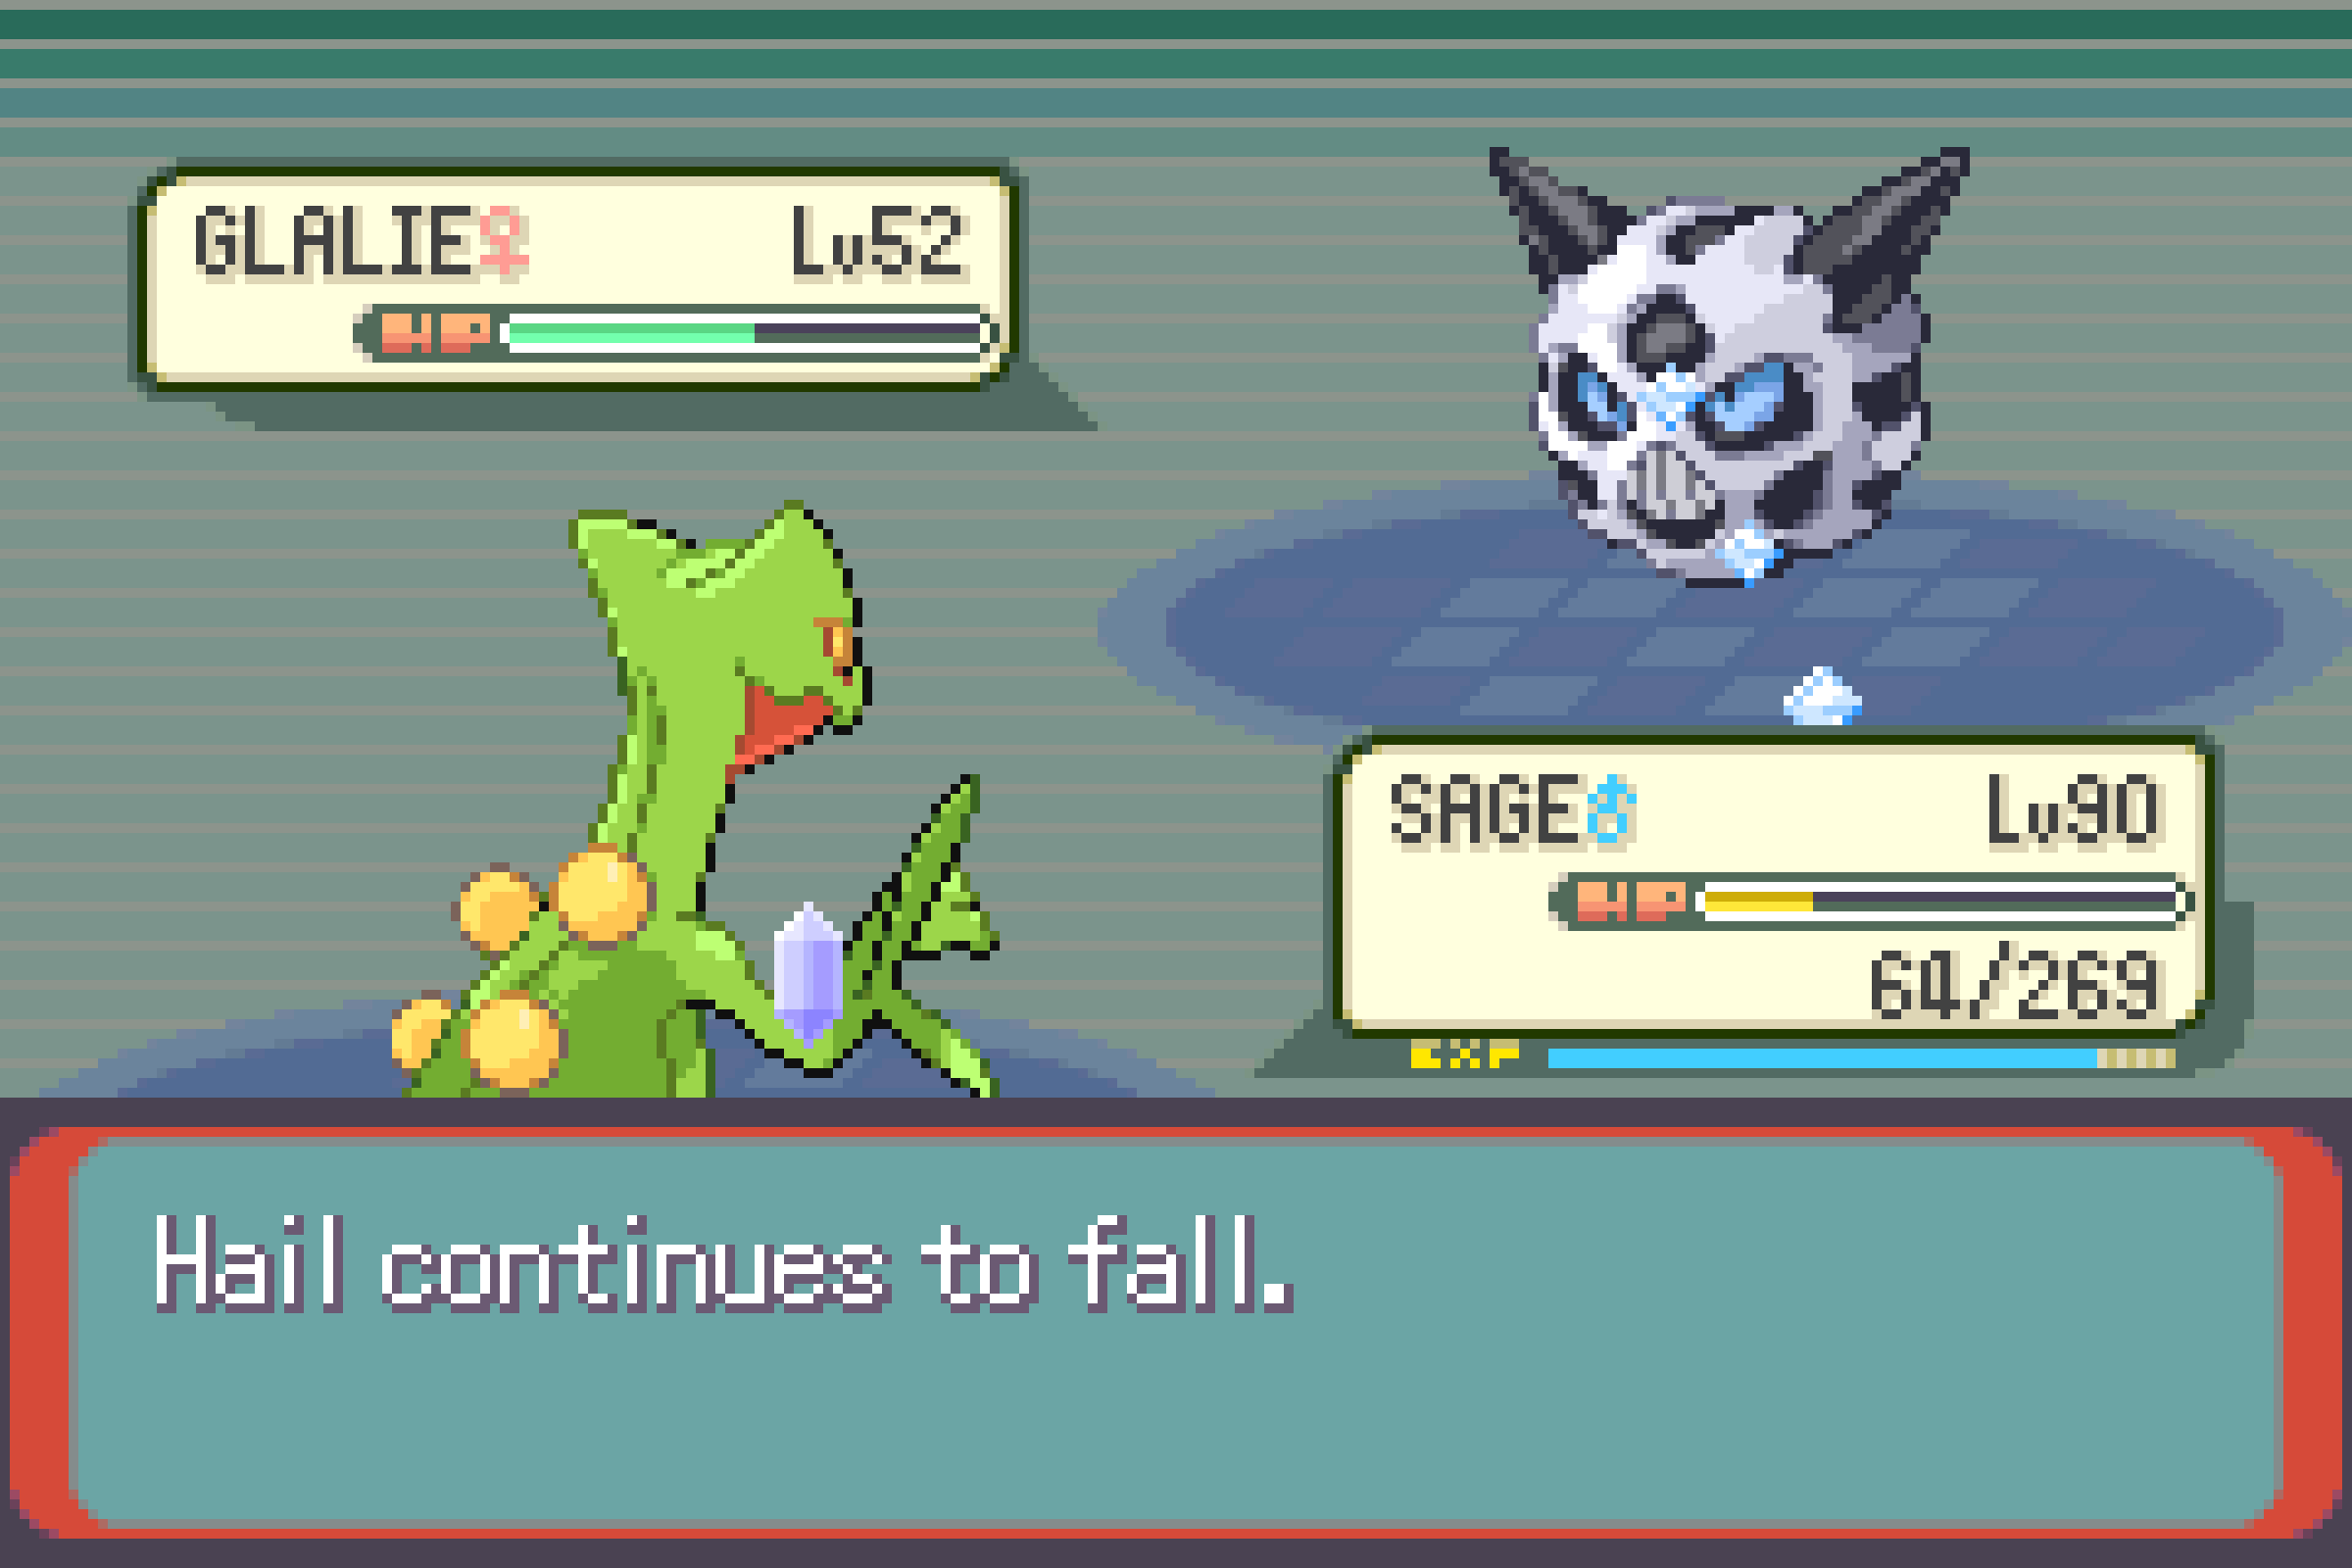 GLALIE♀ Lv52
HP
SAGE♂ Lv90
HP
64/269
EXP
Hail continues to fall.